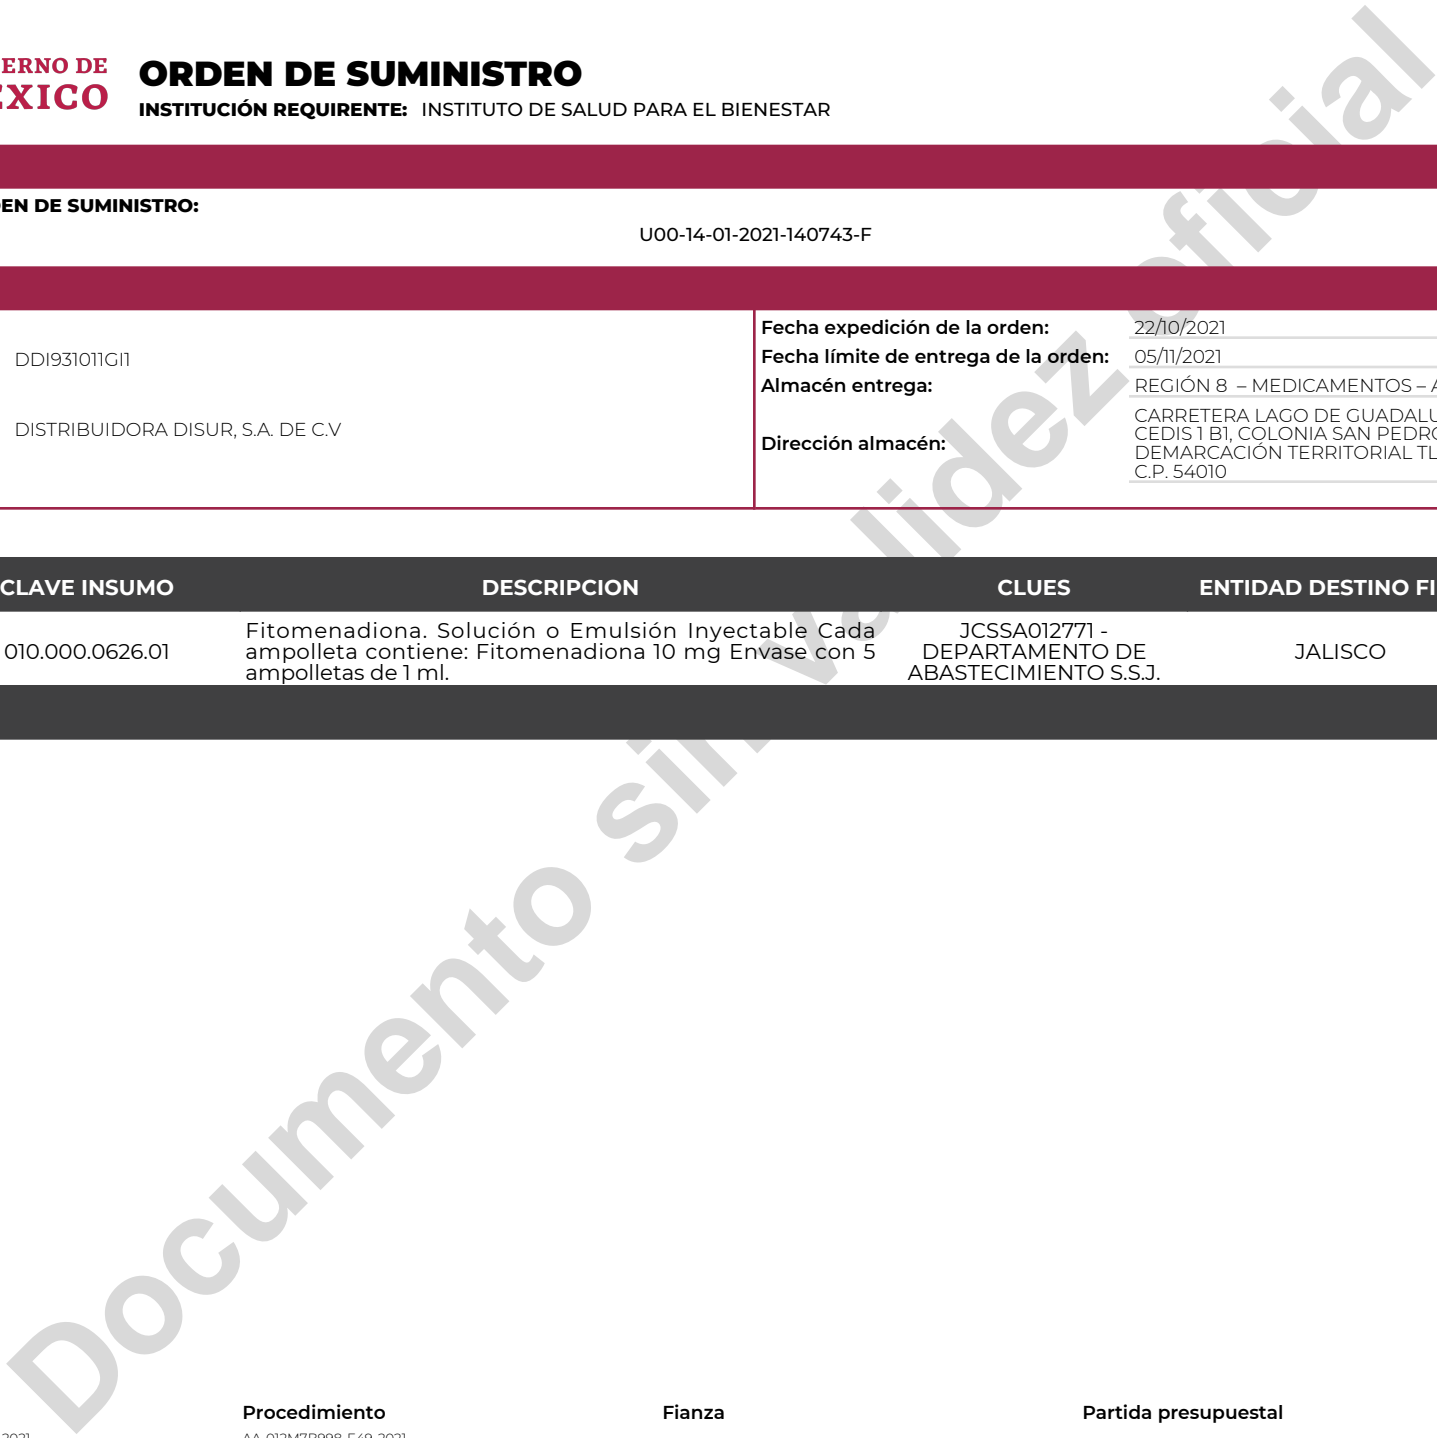 ERNO DE
XICO
ORDEN DE SUMINISTRO
INSTITUCIÓN REQUIRENTE: INSTITUTO DE SALUD PARA EL BIENESTAR
EN DE SUMINISTRO:
U00-14-01-2021-140743-F
DDI931011GI1
DISTRIBUIDORA DISUR, S.A. DE C.V
Fecha expedición de la orden: 22/10/2021
Fecha límite de entrega de la orden: 05/11/2021
Almacén entrega: REGIÓN 8 – MEDICAMENTOS – A
Dirección almacén:
CARRETERA LAGO DE GUADALU
CEDIS 1 B1, COLONIA SAN PEDRO
DEMARCACIÓN TERRITORIAL TL
C.P. 54010
CLAVE INSUMO DESCRIPCION CLUES ENTIDAD DESTINO FI
010.000.0626.01
Fitomenadiona. Solución o Emulsión Inyectable Cada
ampolleta contiene: Fitomenadiona 10 mg Envase con 5
ampolletas de 1 ml.
JCSSA012771 -
DEPARTAMENTO DE
ABASTECIMIENTO S.S.J.
JALISCO
Documento sin validez oficial
Procedimiento Fianza Partida presupuestal